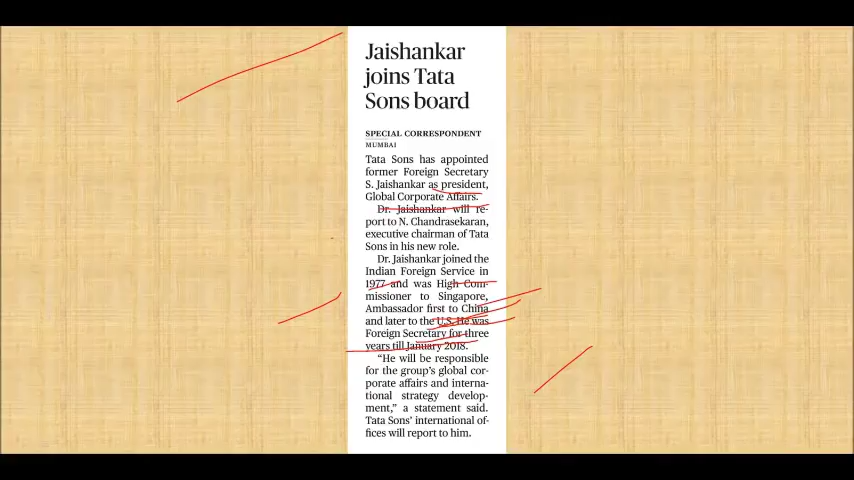 Jaishankar
joins Tata
Sons board
SPECIAL CORRESPONDENT
MUMBAI
Tata Sons has appointed
former Foreign Secretary
S. Jaishankar as president,
Global Corporate Affairs.
Dr. Jaishankar will re-
port to N. Chandrasekaran,
executive chairman of Tata
Sons in his new role.
Dr. Jaishankar joined the
Indian Foreign Service in
1977 and was High Com-
missioner to Singapore,
Ambassador first to China
and later to the U.S. He was
Foreign Secretary for three
years till January 2018.
“He will be responsible
for the group’s global cor-
porate affairs and interna-
tional strategy develop-
ment,” a statement said.
Tata Sons’ international of-
fices will report to him.